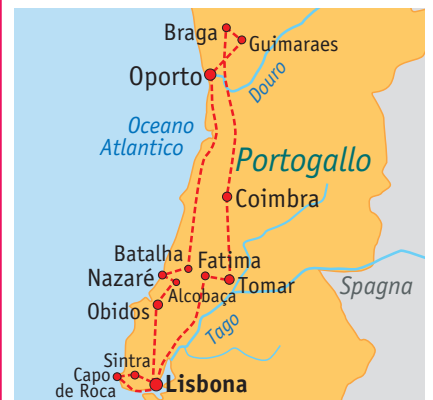 Braga
Guimaraes
Oporto
Douro
Oceano
Atlantico
Portogallo
Coimbra
Batalha
Fatima
Nazaré
Alcobaça
Tomar
Obidos
Spagna
Tago
Sintra
Capo
de Roca
Lisbona